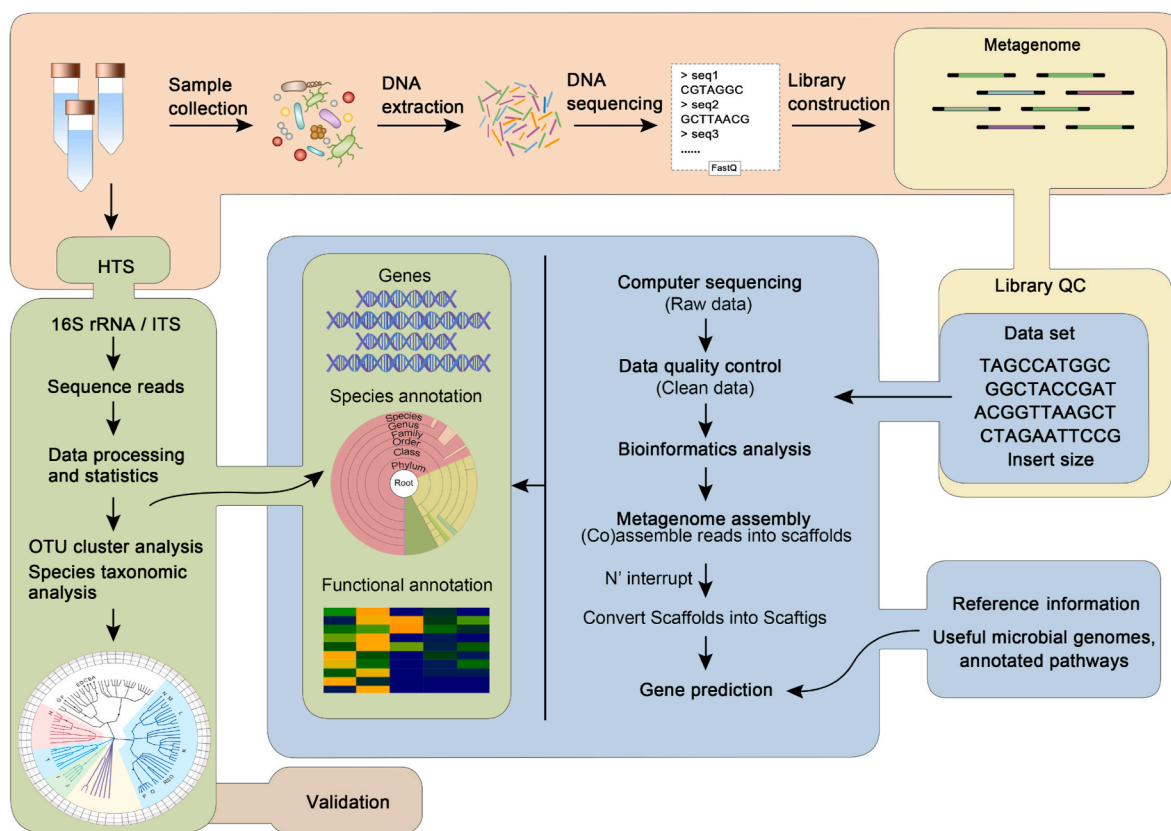 Sample
collection
DNA
extraction
DNA
sequencing
> seq1
CGTAGGC
> seq2
GCTTAACG
> seq3
......
FastQ
Library
construction
Metagenome
HTS
16S rRNA / ITS
Sequence reads
Data processing
and statistics
OTU cluster analysis
Species taxonomic
analysis
Genes
Species annotation
Species
Genus
Family
Order
Class
Phylum
Root
Functional annotation
Computer sequencing
(Raw data)
Data quality control
(Clean data)
Bioinformatics analysis
Metagenome assembly
(Co)assemble reads into scaffolds
N' interrupt
Convert Scaffolds into Scaftigs
Gene prediction
Library QC
Data set
TAGCCATGGC
GGCTACCGAT
ACGGTTAAGCT
CTAGAATTCCG
Insert size
Reference information
Useful microbial genomes,
annotated pathways
Validation